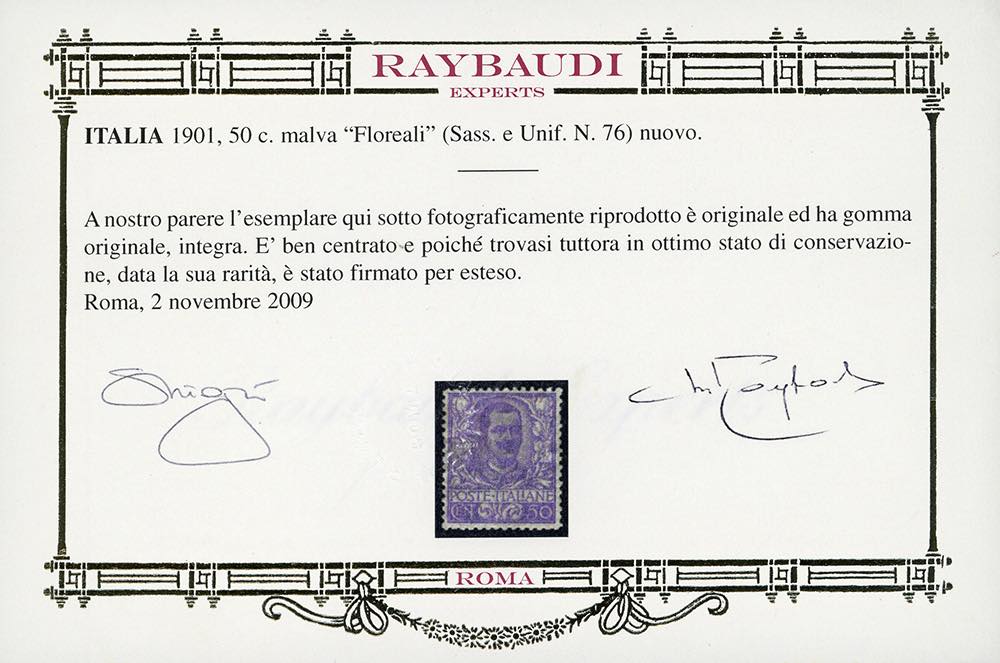 RAYBAUDI
EXPERTS
ITALIA 1901, 50 c. malva “Floreali” (Sass. e Unif. N. 76) nuovo.
A nostro parere l’esemplare qui sotto fotograficamente riprodotto è originale ed ha gomma
originale, integra. E’ ben centrato e poiché trovasi tuttora in ottimo stato di conservazio-
ne, data la sua rarità, è stato firmato per esteso.
Roma, 2 novembre 2009
POSTE·ITALIANE
CEN 50
ROMA